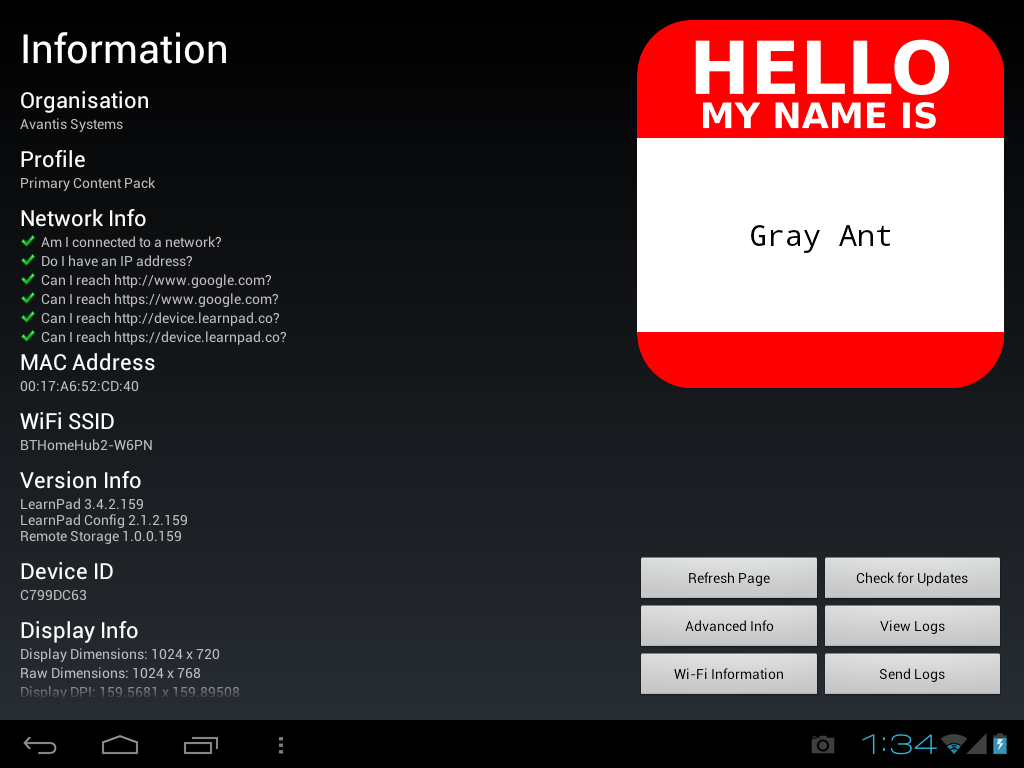 Information
Organisation
Avantis Systems
Profile
Primary Content Pack
Network Info
Am I connected to a network?
Do I have an IP address?
Can I reach http://www.google.com?
Can I reach https://www.google.com?
Can I reach http://device.learnpad.co?
Can I reach https://device.learnpad.co?
MAC Address
00:17:A6:52:CD:40
WiFi SSID
BTHomeHub2-W6PN
Version Info
LearnPad 3.4.2.159
LearnPad Config 2.1.2.159
Remote Storage 1.0.0.159
Device ID
C799DC63
Display Info
Display Dimensions: 1024 x 720
Raw Dimensions: 1024 x 768
Display DPI: 159.5681 x 159.89508
HELLO
MY NAME IS
Gray Ant
Refresh Page
Check for Updates
Advanced Info
View Logs
Wi-Fi Information
Send Logs
1:34